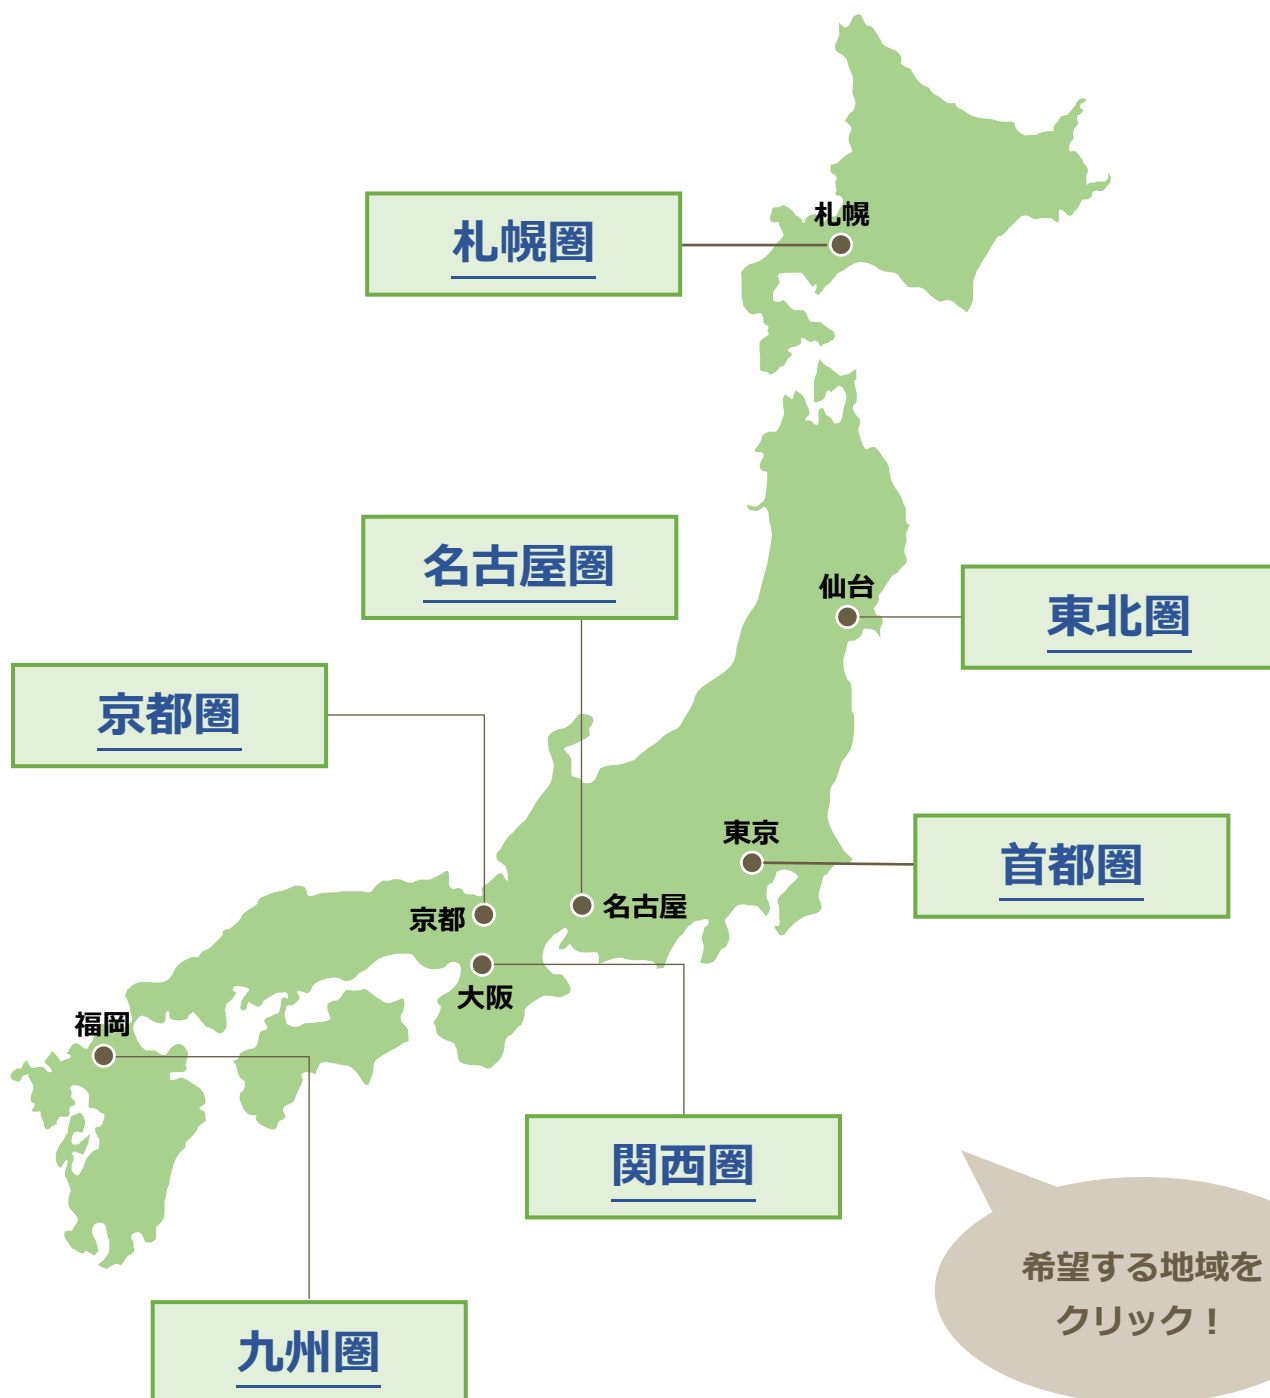 札幌
札幌圏
名古屋圏
仙台
東北圏
京都圏
東京
首都圏
京都
名古屋
大阪
福岡
関西圏
希望する地域を
クリック！
九州圏